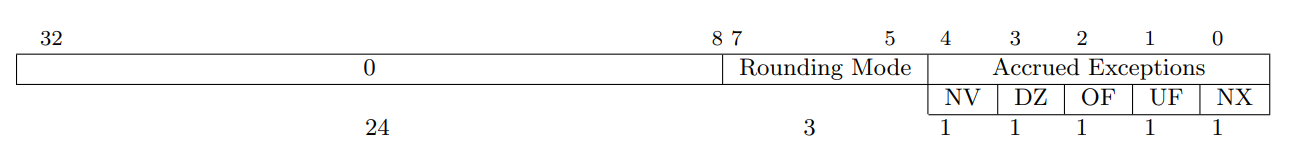 32 8 7 5 4 3 2 1 0
0 Rounding Mode Accrued Exceptions
NV DZ OF UF NX
24 3 1 1 1 1 1